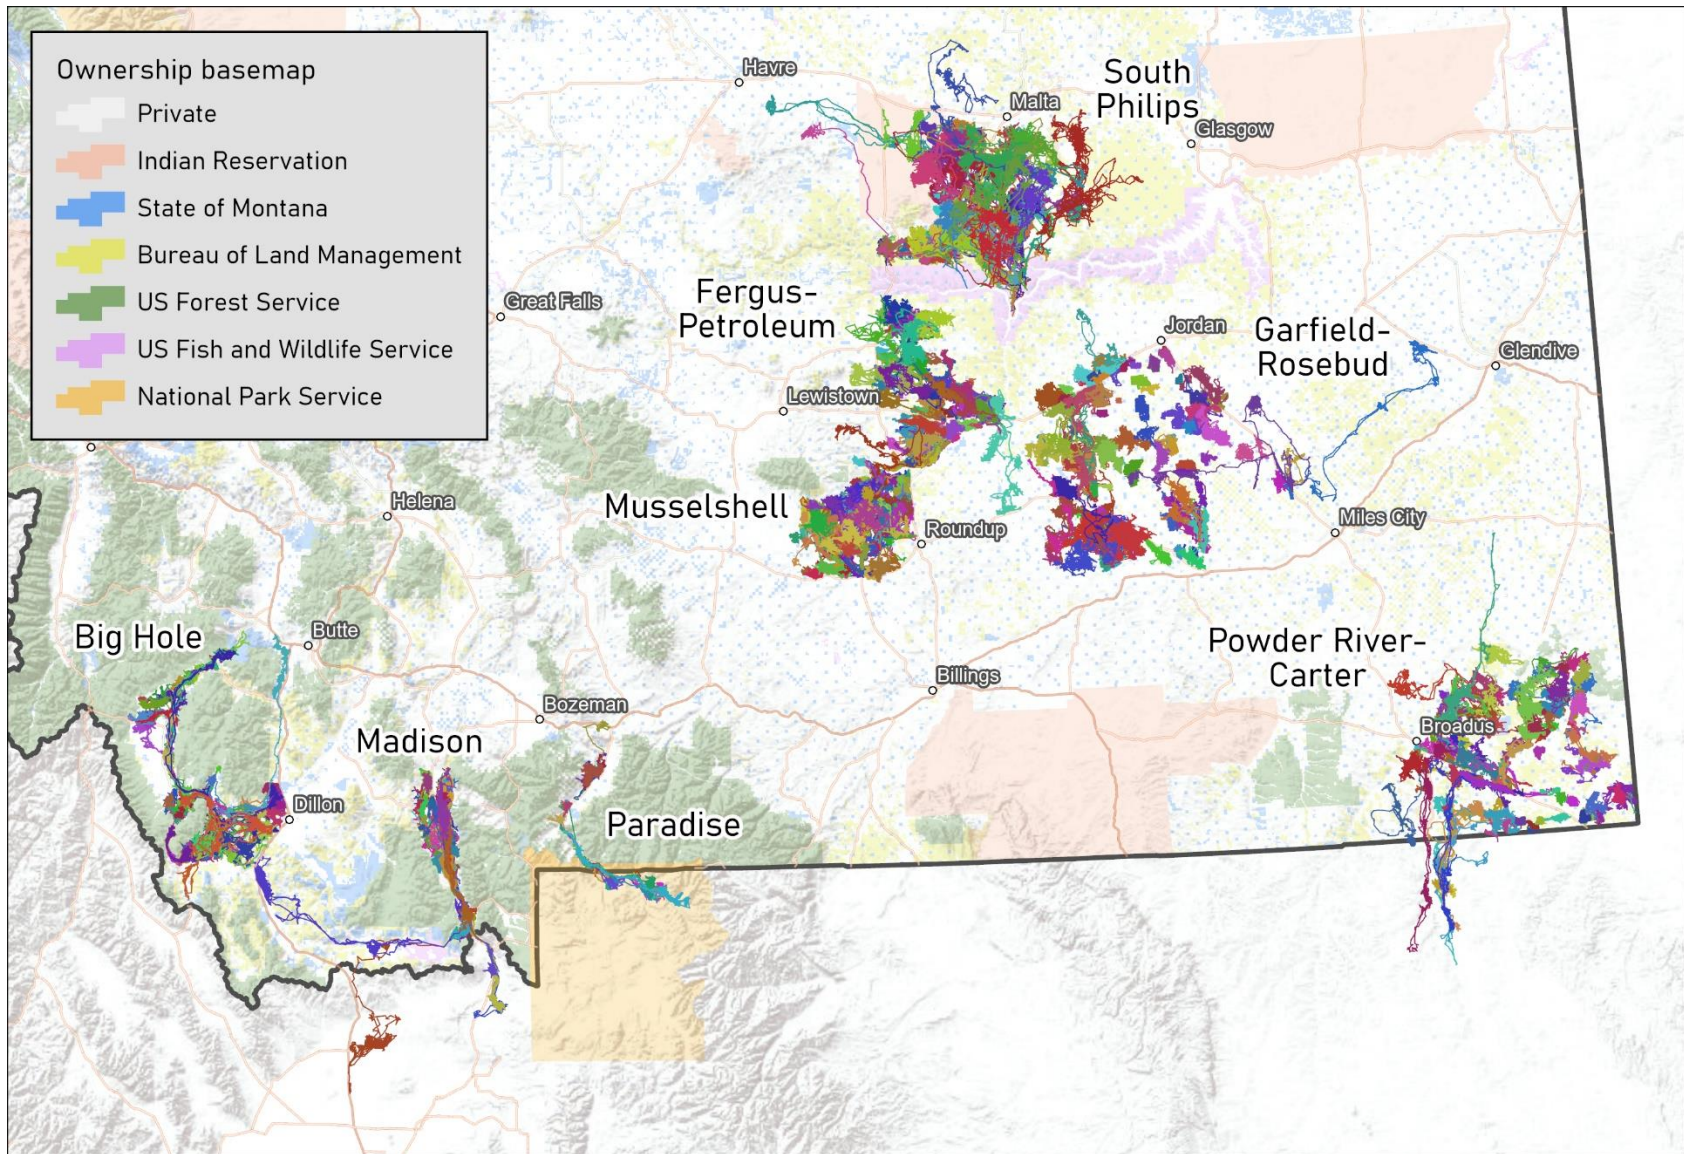 Ownership basemap
Private
Indian Reservation
State of Montana
Bureau of Land Management
US Forest Service
US Fish and Wildlife Service
National Park Service
Havre
Malta
South
Philips
Glasgow
Great Falls
Fergus-
Petroleum
Jordan
Garfield-
Rosebud
Glendive
Lewistown
Helena
Musselshell
Roundup
Miles City
Big Hole
Butte
Powder River-
Carter
Billings
Bozeman
Broadus
Madison
Dillon
Paradise